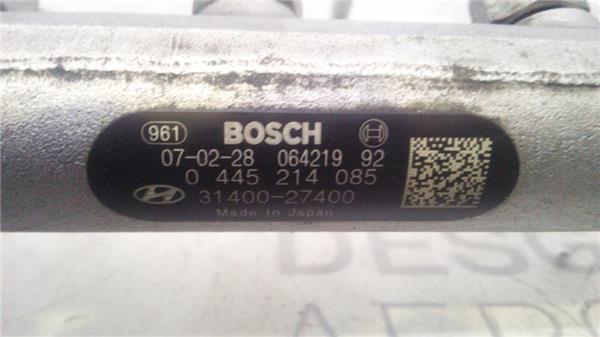 961 BOSCH
07-02-28 064219 92
0 445 214 085
31400-27400
Made in Japan